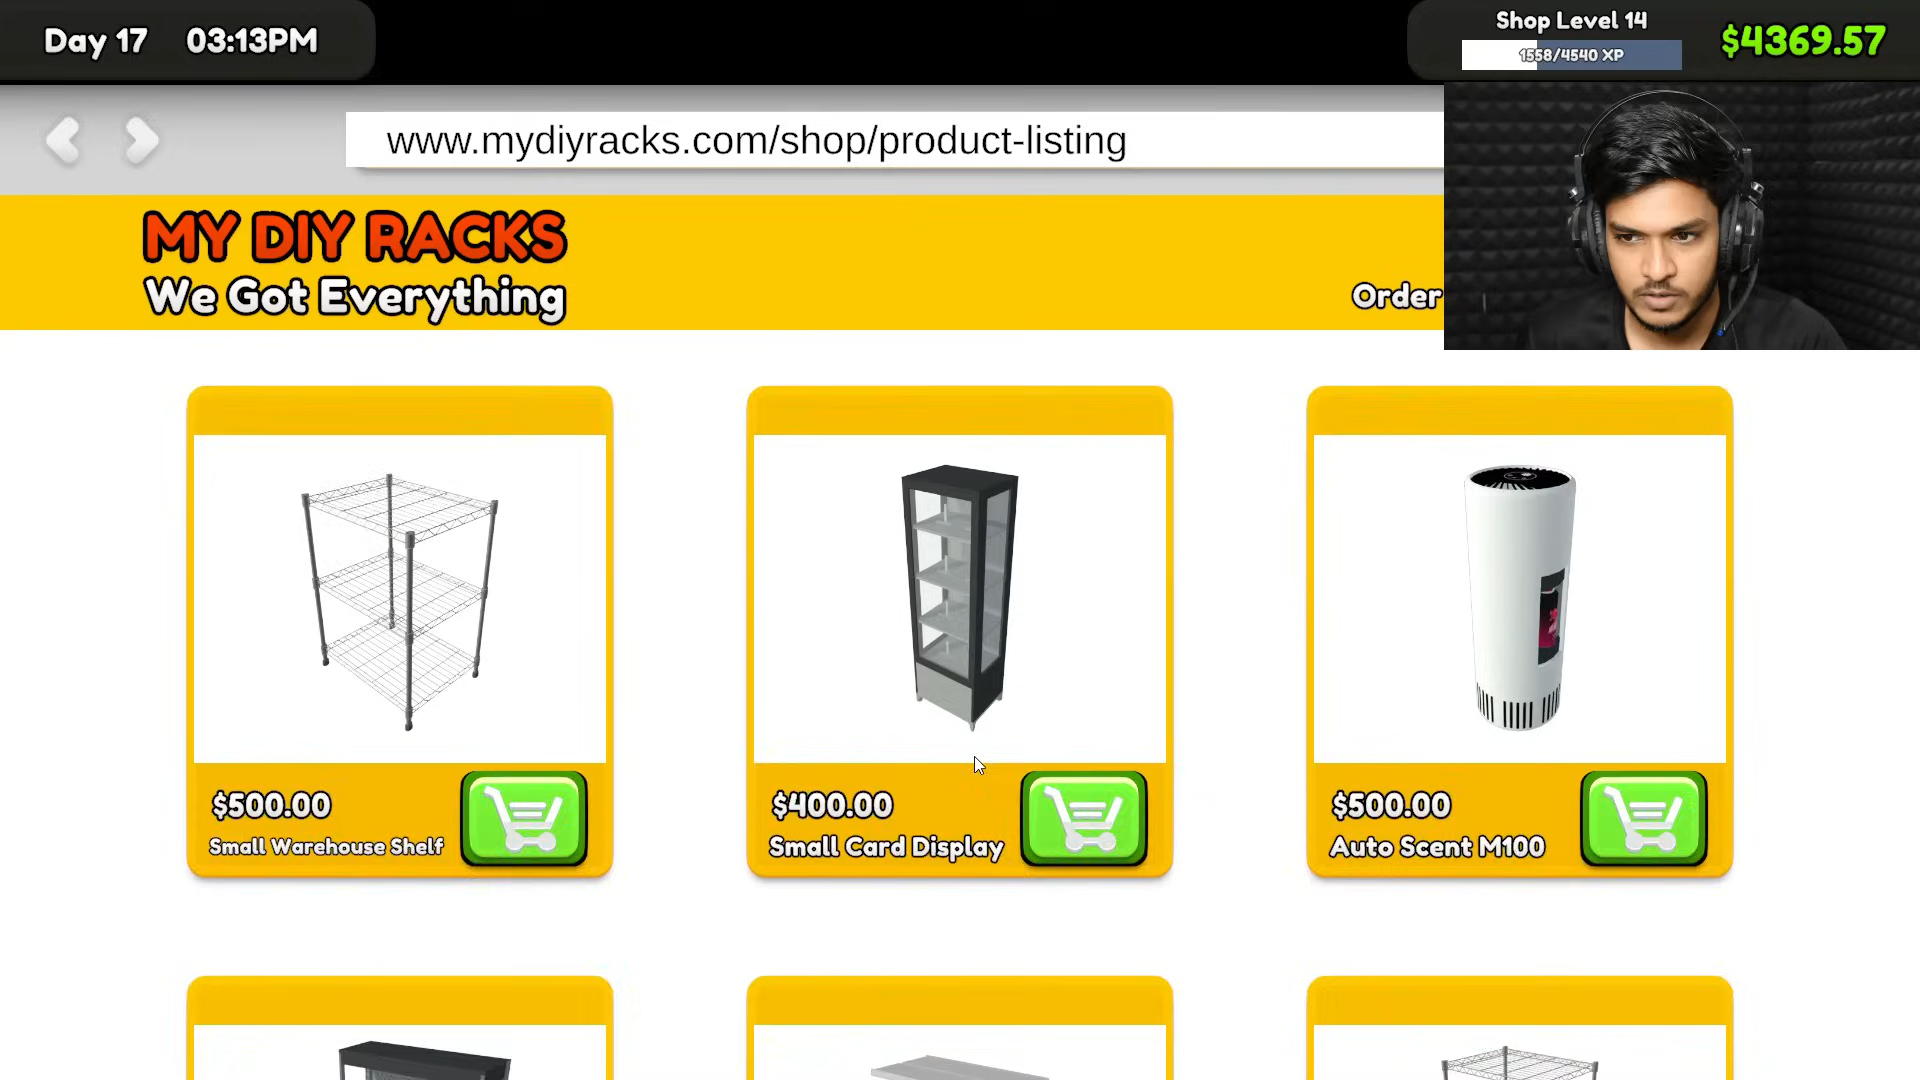 Day 17 03:13PM
Shop Level 14
1558/4540 XP
$4369.57
www.mydiyracks.com/shop/product-listing
MY DIY RACKS
We Got Everything
Order
$500.00
Small Warehouse Shelf
$400.00
Small Card Display
$500.00
Auto Scent M100